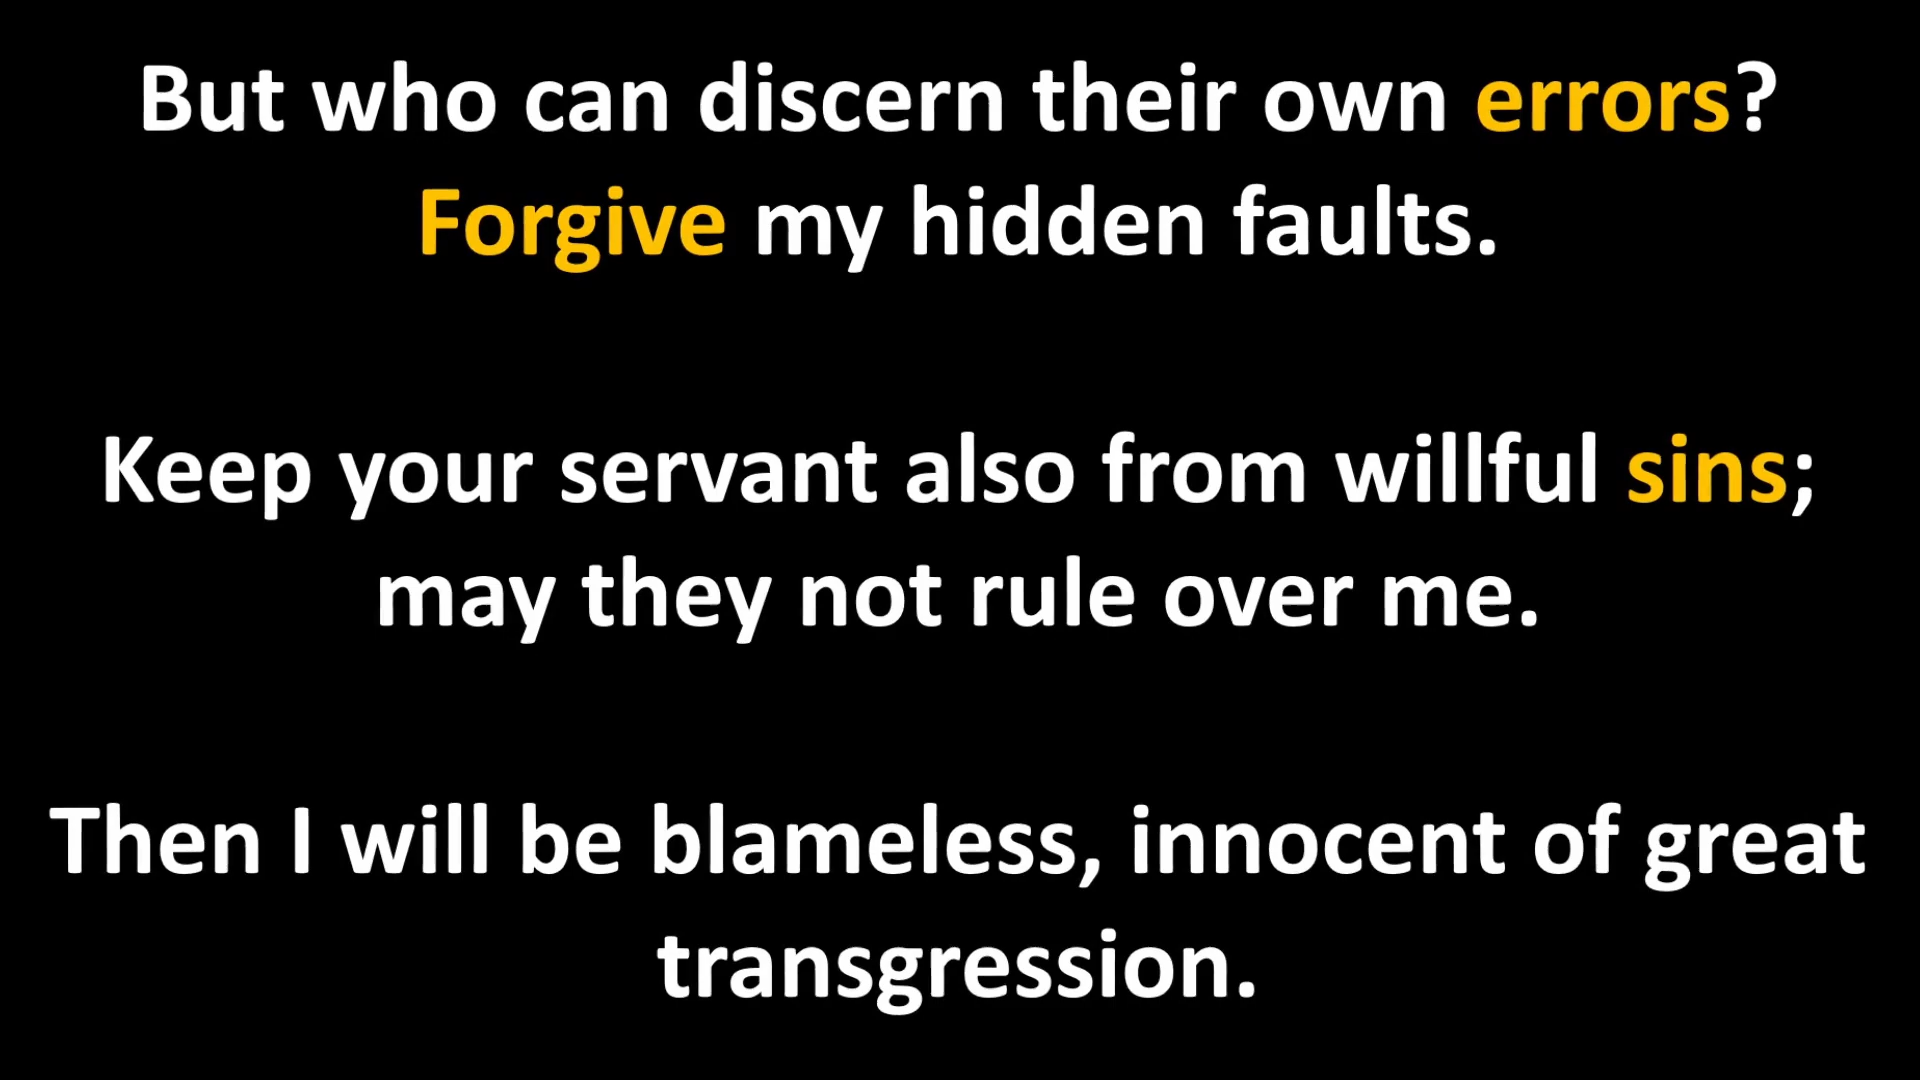 But who can discern their own errors?
Forgive my hidden faults.
Keep your servant also from willful sins;
may they not rule over me.
Then I will be blameless, innocent of great
transgression.